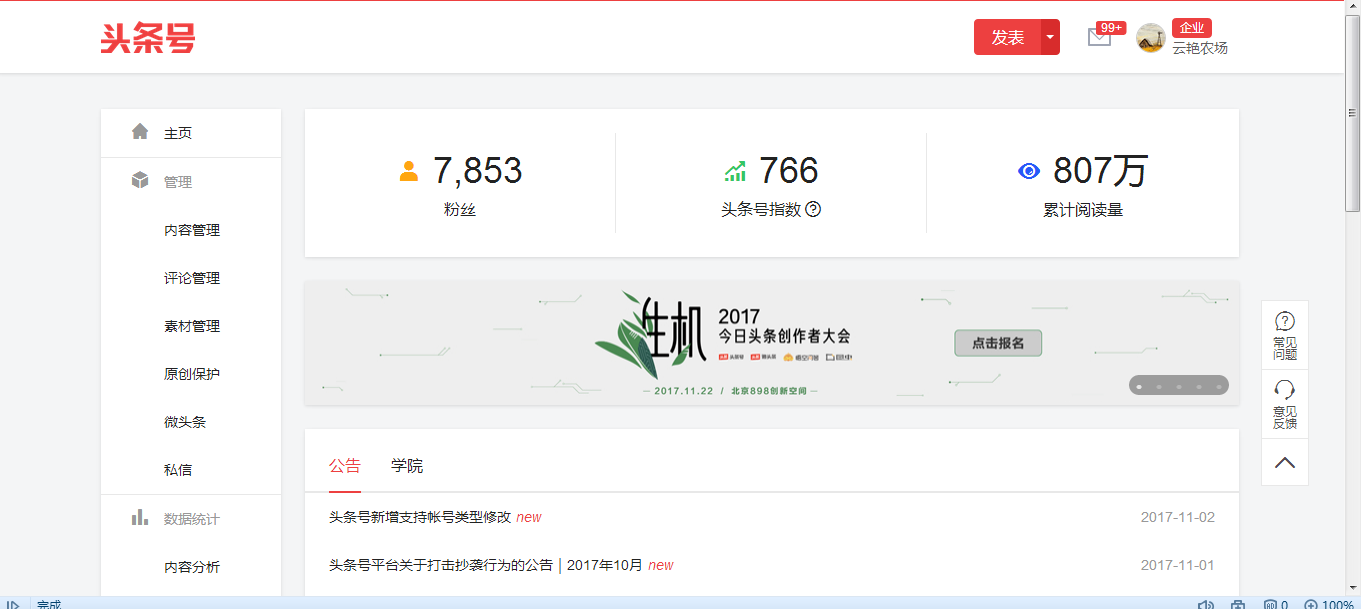 头条号
发表
99+
企业
云艳农场
主页
管理
内容管理
评论管理
素材管理
原创保护
微头条
私信
数据统计
内容分析
7,853
粉丝
766
头条号指数 ?
807万
累计阅读量
生机
2017
今日头条创作者大会
2017.11.22 / 北京898创新空间
点击报名
公告 学院
头条号新增支持帐号类型修改 new 2017-11-02
头条号平台关于打击抄袭行为的公告 | 2017年10月 new 2017-11-01
?
常见
问题
意见
反馈
完成
0
100%